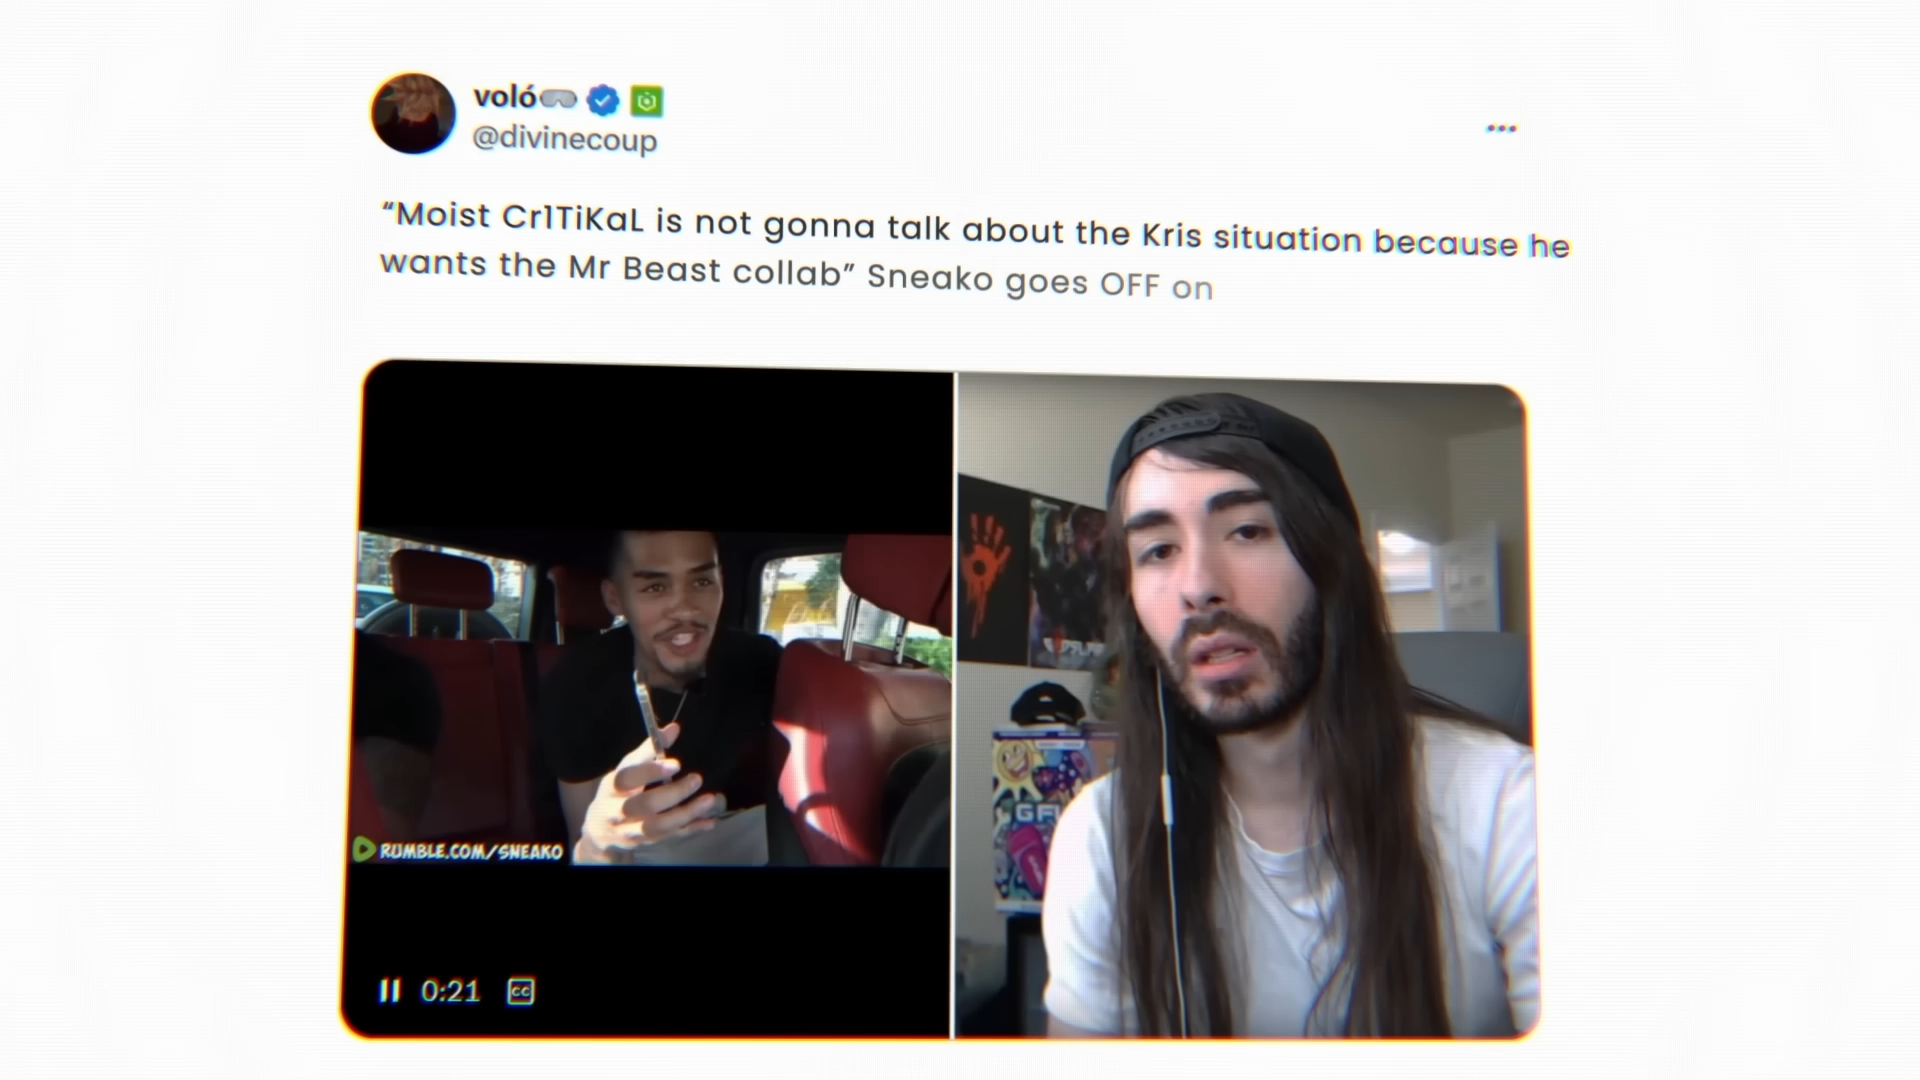 voló
@divinecoup
“Moist Cr1TiKaL is not gonna talk about the Kris situation because he
wants the Mr Beast collab” Sneako goes OFF on
RUMBLE.COM/SNEAKO
0:21
CC